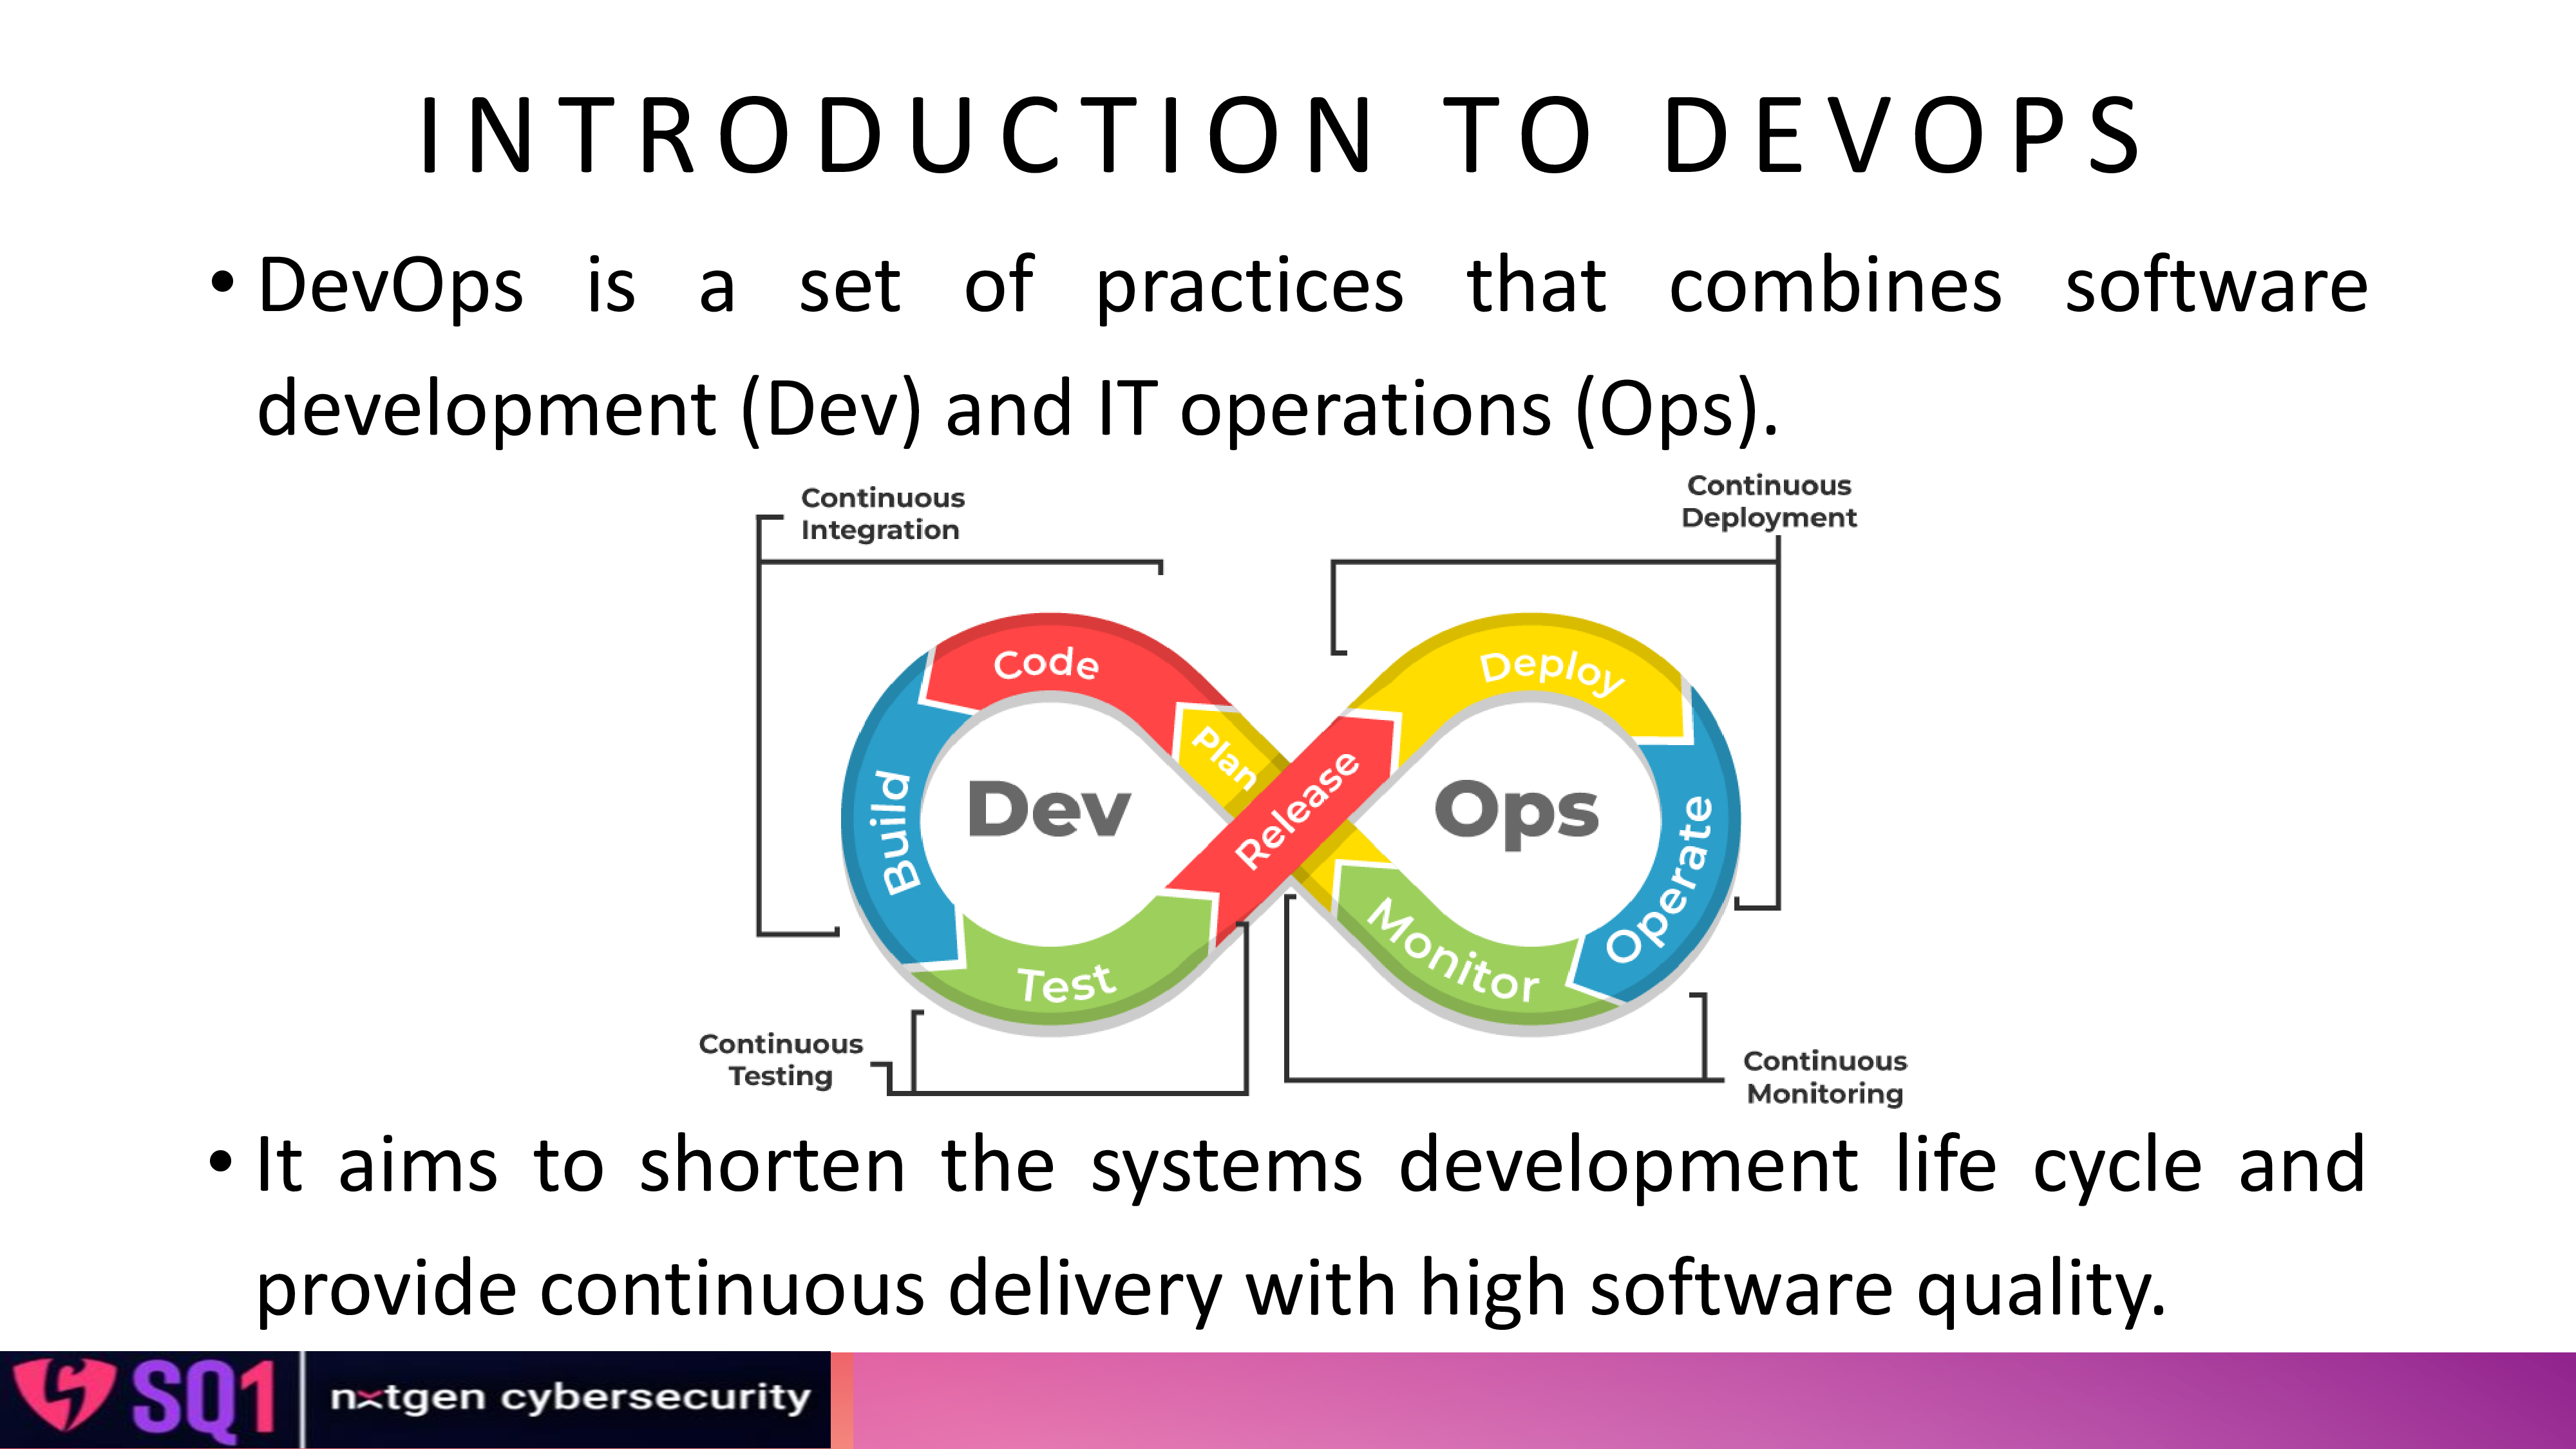 INTRODUCTION TO DEVOPS
• DevOps is a set of practices that combines software
development (Dev) and IT operations (Ops).
Continuous
Integration
Continuous
Deployment
Code
Deploy
Plan
Build
Dev
Release
Ops
Operate
Test
Monitor
Continuous
Testing
Continuous
Monitoring
• It aims to shorten the systems development life cycle and
provide continuous delivery with high software quality.
SQ1
nxtgen cybersecurity